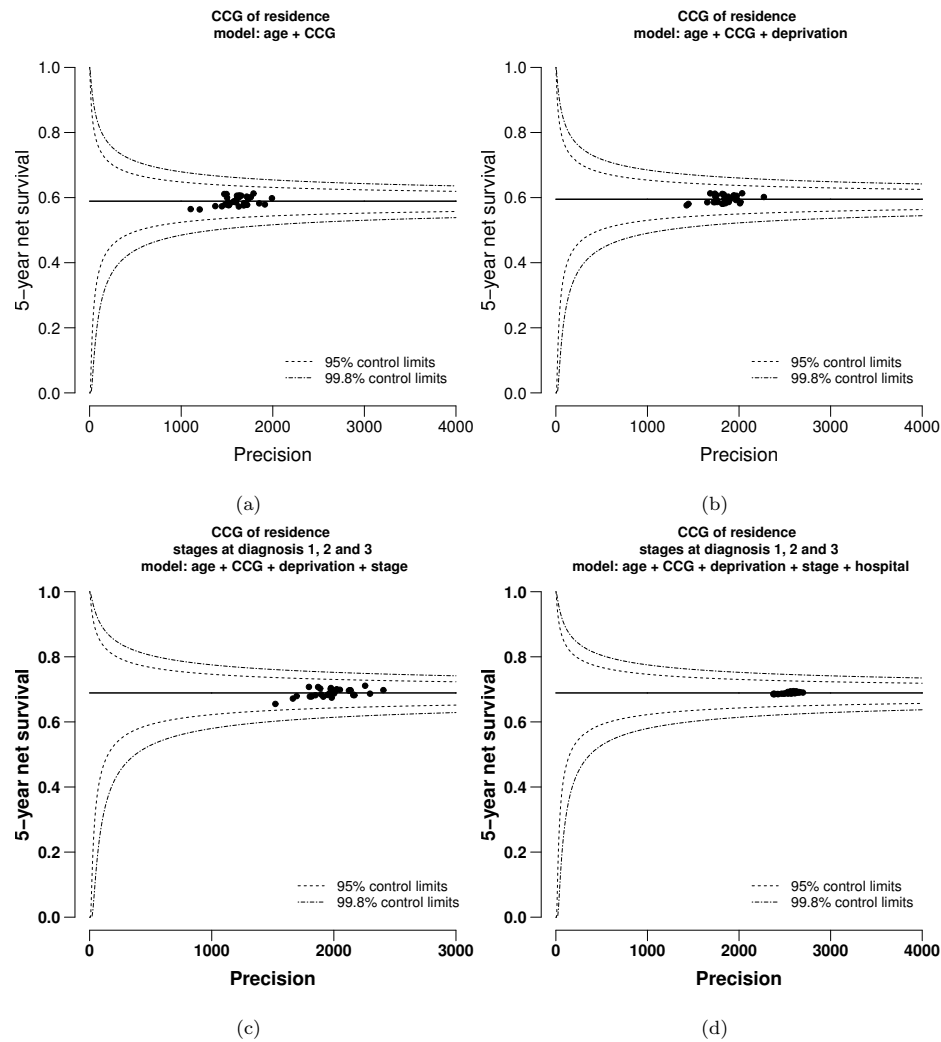 CCG of residence
model: age + CCG
5−year net survival
1.0
0.8
0.6
0.4
0.2
0.0
95% control limits
99.8% control limits
0 1000 2000 3000 4000
Precision
(a)
CCG of residence
model: age + CCG + deprivation
5−year net survival
1.0
0.8
0.6
0.4
0.2
0.0
95% control limits
99.8% control limits
0 1000 2000 3000 4000
Precision
(b)
CCG of residence
stages at diagnosis 1, 2 and 3
model: age + CCG + deprivation + stage
5−year net survival
1.0
0.8
0.6
0.4
0.2
0.0
95% control limits
99.8% control limits
0 1000 2000 3000
Precision
(c)
CCG of residence
stages at diagnosis 1, 2 and 3
model: age + CCG + deprivation + stage + hospital
5−year net survival
1.0
0.8
0.6
0.4
0.2
0.0
95% control limits
99.8% control limits
0 1000 2000 3000 4000
Precision
(d)